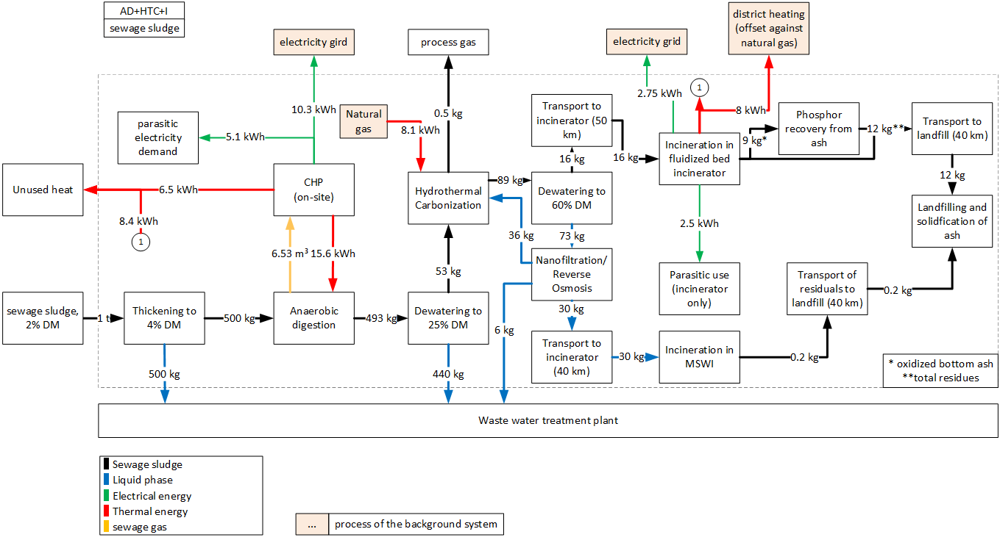 AD+HTC+I
sewage sludge
electricity gird
process gas
electricity grid
district heating
(offset against
natural gas)
parasitic
electricity
demand
5.1 kWh
10.3 kWh
Natural
gas
8.1 kWh
0.5 kg
Transport to
incinerator (50
km)
16 kg
16 kg
2.75 kWh
1
8 kWh
Incineration in
fluidized bed
incinerator
9 kg*
Phosphor
recovery from
ash
12 kg**
Transport to
landfill (40 km)
12 kg
Unused heat
6.5 kWh
8.4 kWh
1
CHP
(on-site)
6.53 m³
15.6 kWh
Hydrothermal
Carbonization
89 kg
Dewatering to
60% DM
36 kg
73 kg
2.5 kWh
Landfilling and
solidfication of
ash
53 kg
Nanofiltration/
Reverse
Osmosis
Parasitic use
(incinerator
only)
Transport of
residuals to
landfill (40 km)
0.2 kg
sewage sludge,
2% DM
1 t
Thickening to
4% DM
500 kg
Anaerobic
digestion
493 kg
Dewatering to
25% DM
6 kg
30 kg
Transport to
incinerator
(40 km)
30 kg
Incineration in
MSWI
0.2 kg
500 kg
440 kg
* oxidized bottom ash
**total residues
Waste water treatment plant
Sewage sludge
Liquid phase
Electrical energy
Thermal energy
sewage gas
...
process of the background system